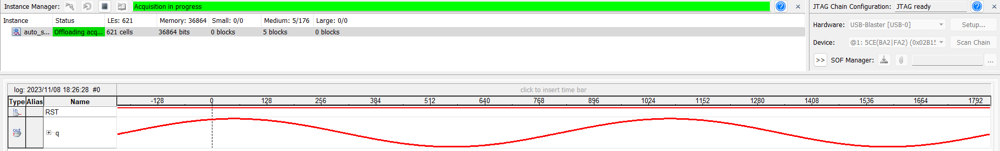 Instance Manager: Acquisition in progress
JTAG Chain Configuration: JTAG ready
Instance Status LEs: 621 Memory: 36864 Small: 0/0 Medium: 5/176 Large: 0/0
auto_s... Offloading acq... 621 cells 36864 bits 0 blocks 5 blocks 0 blocks
Hardware: USB-Blaster [USB-0] Setup...
Device: @1: 5CE(BA2|FA2) (0x02B15 Scan Chain
>> SOF Manager: ...
log: 2023/11/08 18:26:28 #0 click to insert time bar
Type Alias Name -128 0 128 256 384 512 640 768 896 1024 1152 1280 1408 1536 1664 1792
in RST
out q